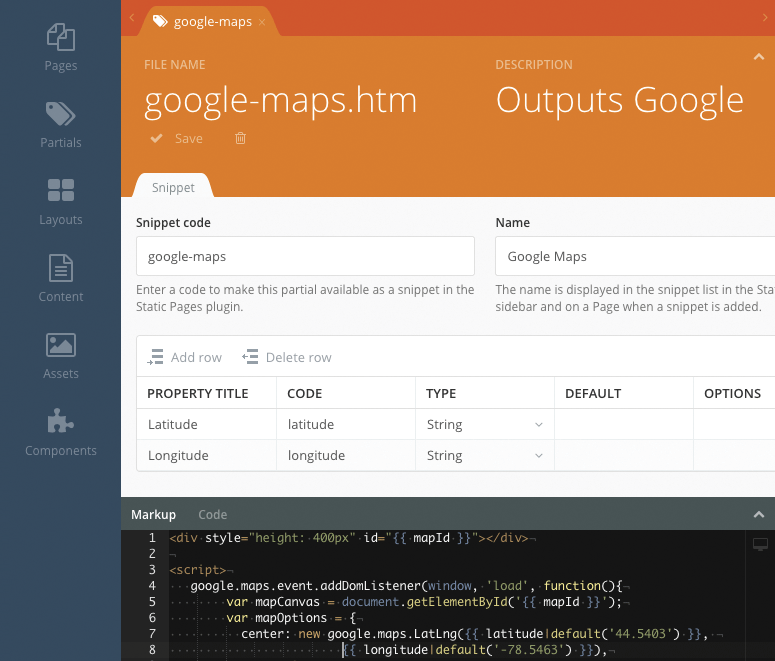 google-maps ×
Pages
Partials
Layouts
Content
Assets
Components
FILE NAME
google-maps.htm
Save
DESCRIPTION
Outputs Google
Snippet
Snippet code
google-maps
Enter a code to make this partial available as a snippet in the
Static Pages plugin.
Name
Google Maps
The name is displayed in the snippet list in the Sta
sidebar and on a Page when a snippet is added.
Add row Delete row
PROPERTY TITLE CODE TYPE DEFAULT OPTIONS
Latitude latitude String
Longitude longitude String
Markup Code
1 <div style="height: 400px" id="{{ mapId }}"></div>¬
2 ¬
3 <script>¬
4 google.maps.event.addDomListener(window, 'load', function(){¬
5 var mapCanvas = document.getElementById('{{ mapId }}');¬
6 var mapOptions = {¬
7 center: new google.maps.LatLng({{ latitude|default('44.5403') }}, ¬
8 {{ longitude|default('-78.5463') }}),¬